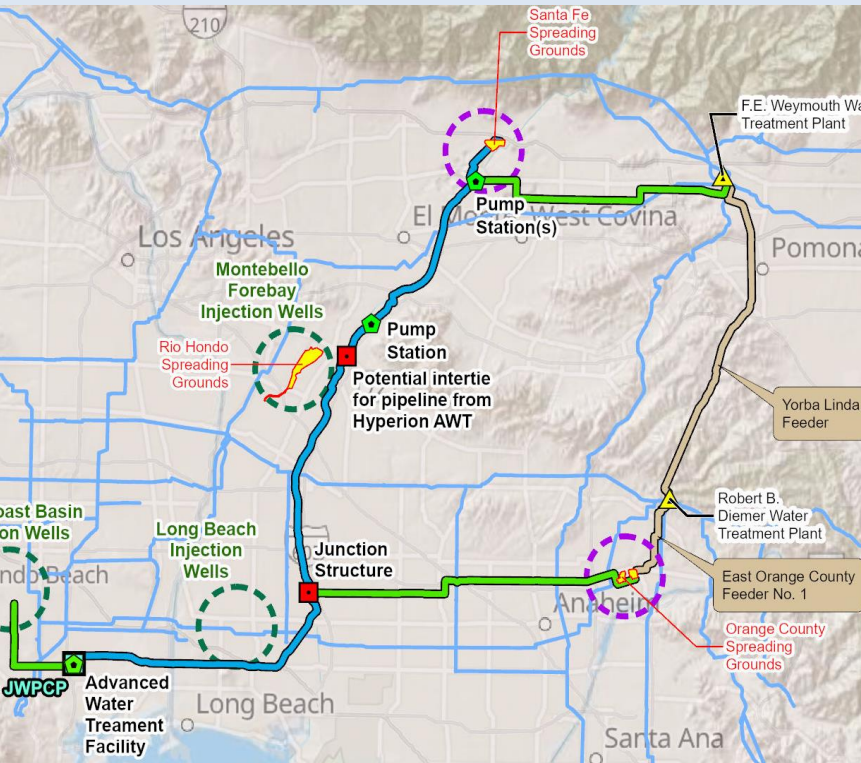 210
Santa Fe
Spreading
Grounds
F.E. Weymouth Wa
Treatment Plant
Pump
Station(s)
El Monte
West Covina
Los Angeles
Pomona
Montebello
Forebay
Injection Wells
Pump
Station
Rio Hondo
Spreading
Grounds
Potential intertie
for pipeline from
Hyperion AWT
Yorba Linda
Feeder
Robert B.
Diemer Water
Treatment Plant
oast Basin
on Wells
Long Beach
Injection
Wells
Junction
Structure
ndo Beach
East Orange County
Feeder No. 1
Anaheim
Orange County
Spreading
Grounds
JWPCP
Advanced
Water
Treament
Facility
Long Beach
Santa Ana